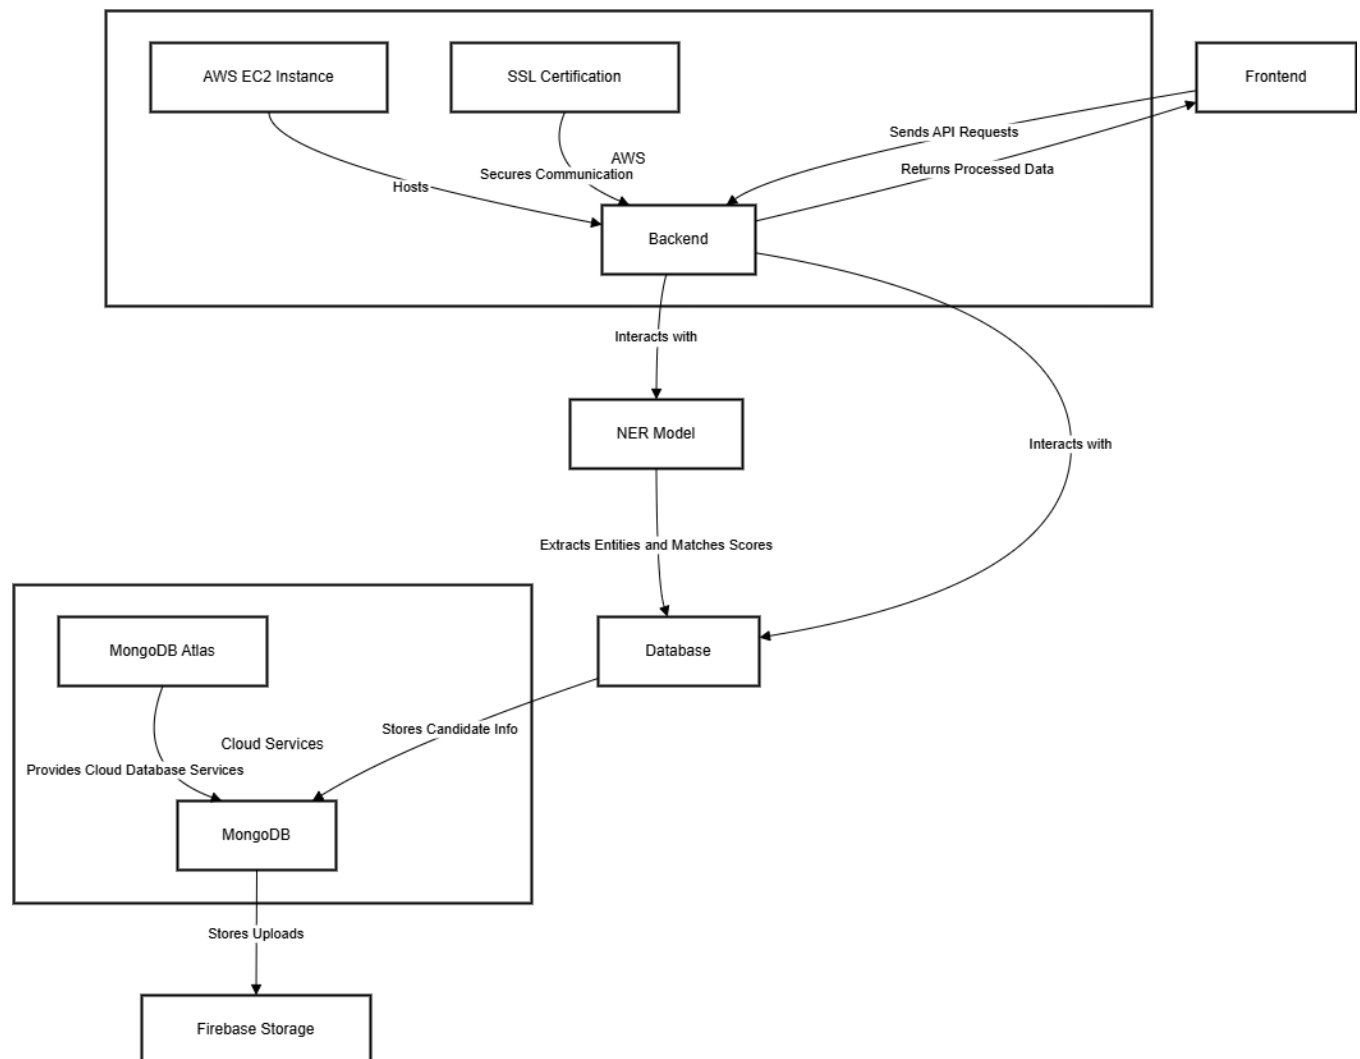 AWS EC2 Instance
SSL Certification
Frontend
Sends API Requests
AWS
Returns Processed Data
Secures Communication
Hosts
Backend
Interacts with
NER Model
Interacts with
Extracts Entities and Matches Scores
MongoDB Atlas
Database
Stores Candidate Info
Cloud Services
Provides Cloud Database Services
MongoDB
Stores Uploads
Firebase Storage